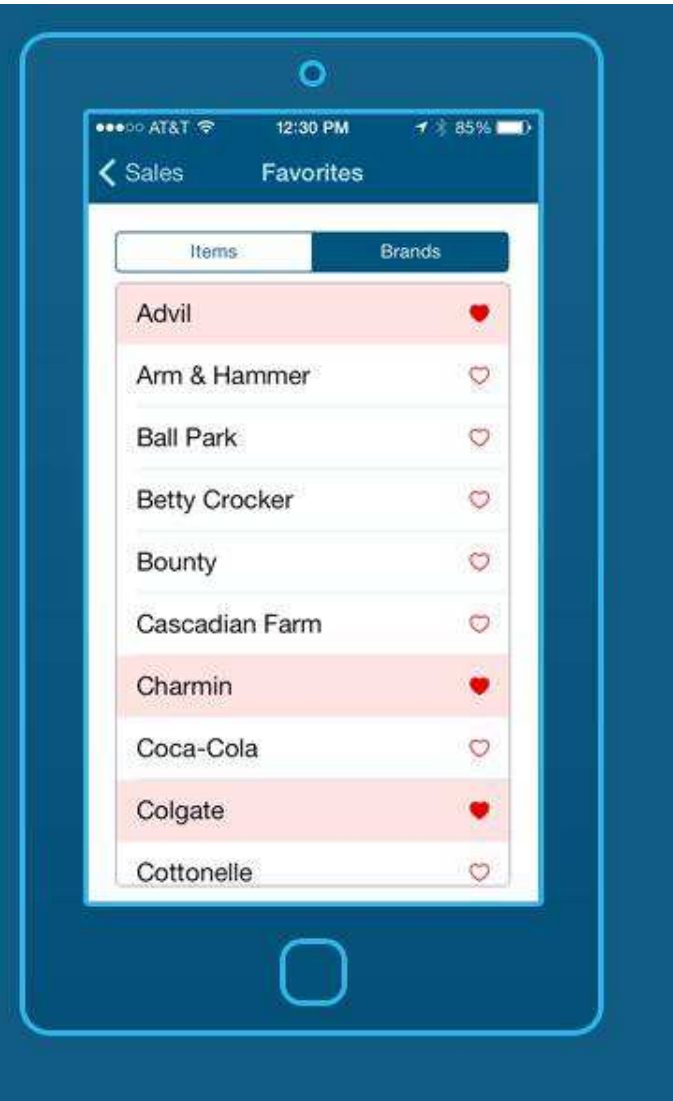 AT&T 12:30 PM 85%
Sales Favorites
Items Brands
Advil
Arm & Hammer
Ball Park
Betty Crocker
Bounty
Cascadian Farm
Charmin
Coca-Cola
Colgate
Cottonelle